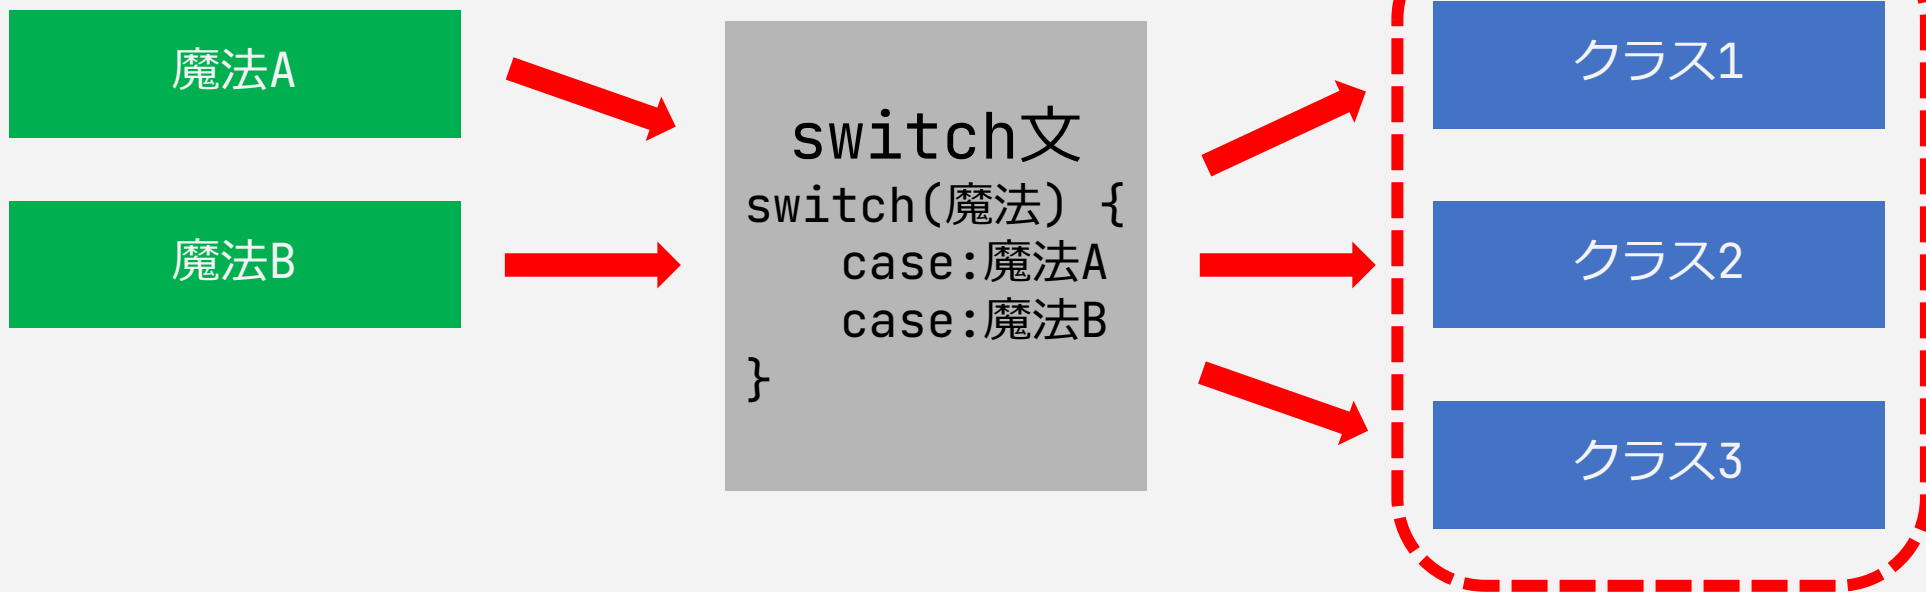 魔法A
魔法B
switch文
switch(魔法) {
case:魔法A
case:魔法B
}
クラス1
クラス2
クラス3